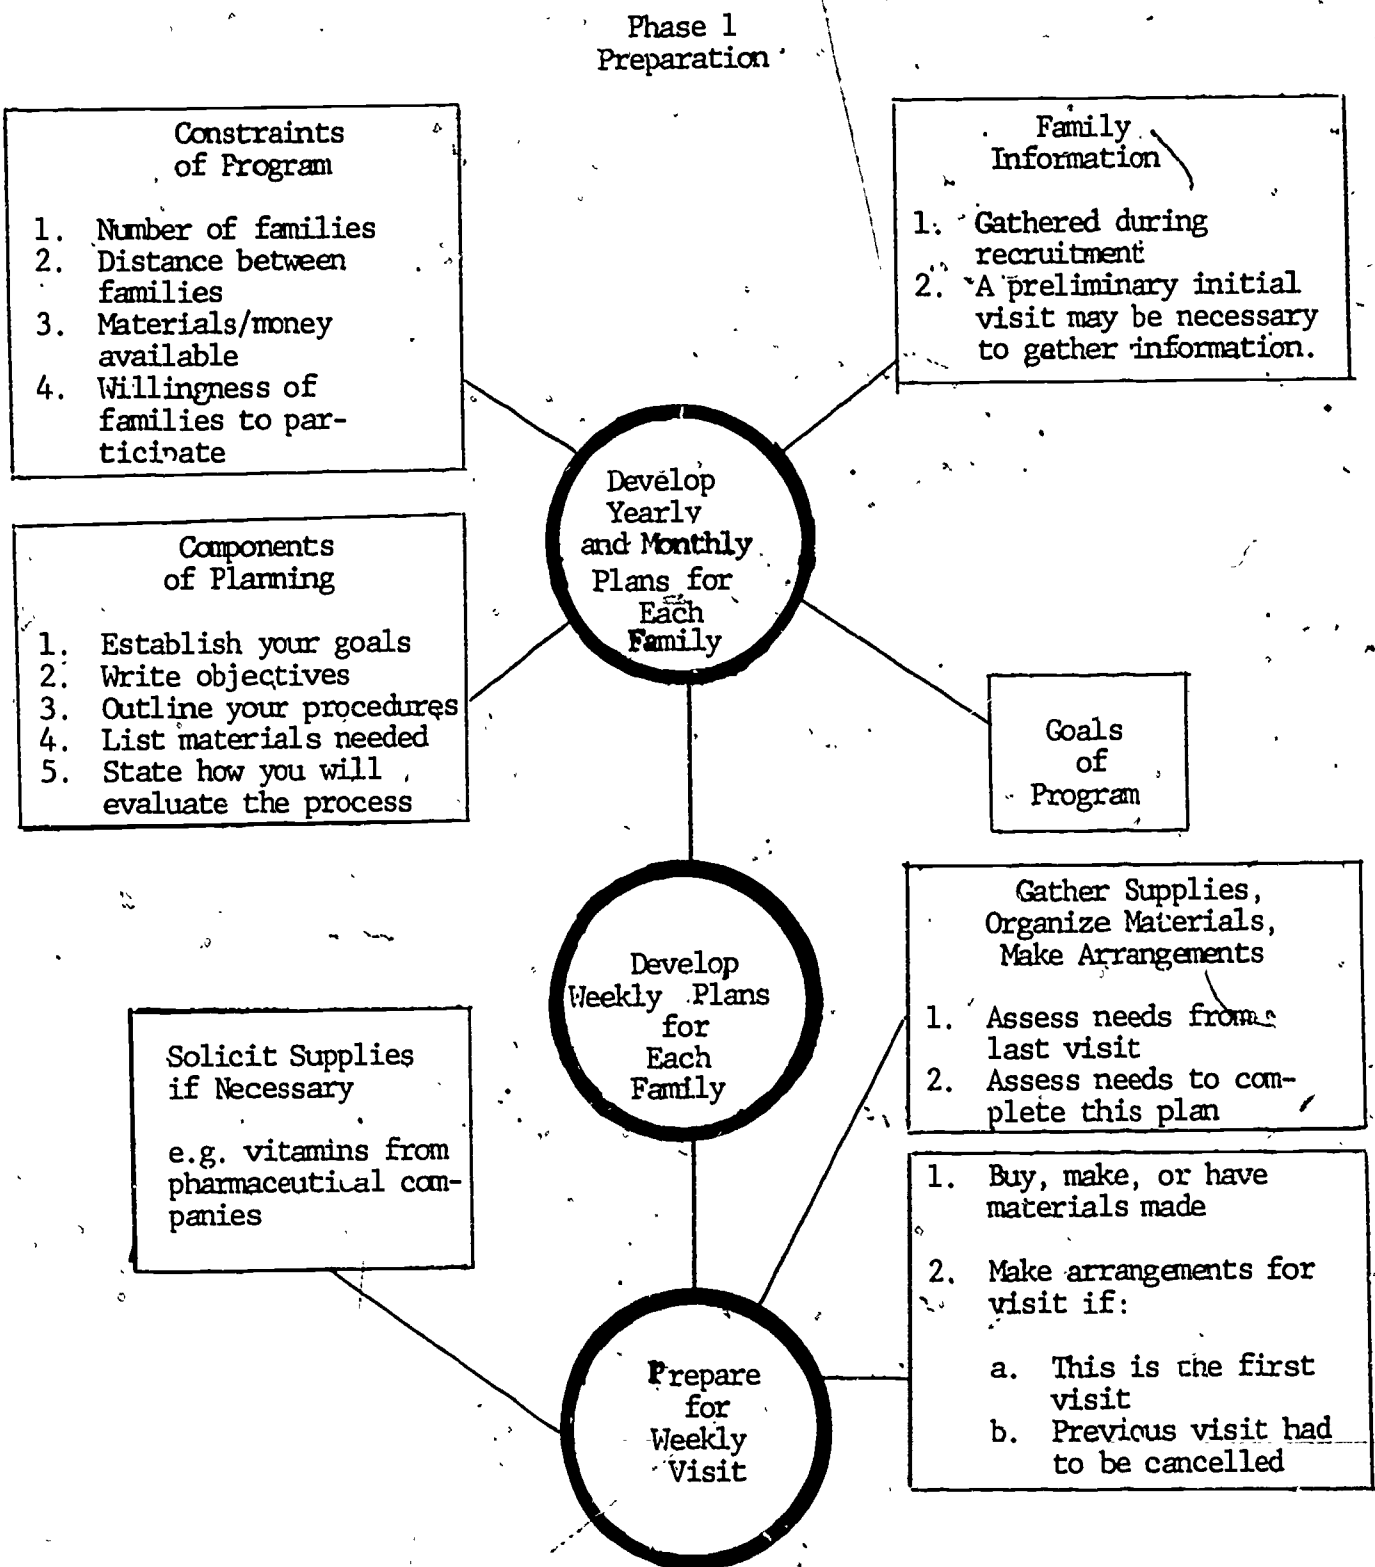 Phase 1
Preparation
Constraints
of Program
1. Number of families
2. Distance between
families
3. Materials/money
available
4. Willingness of
families to par-
ticipate
Family
Information
1. Gathered during
recruitment
2. A preliminary initial
visit may be necessary
to gather information.
Develop
Yearly
and Monthly
Plans for
Each
Family
Components
of Planning
1. Establish your goals
2. Write objectives
3. Outline your procedures
4. List materials needed
5. State how you will
evaluate the process
Goals
of
Program
Develop
Weekly Plans
for
Each
Family
Gather Supplies,
Organize Materials,
Make Arrangements
1. Assess needs from
last visit
2. Assess needs to com-
plete this plan
Solicit Supplies
if Necessary
e.g. vitamins from
pharmaceutical com-
panies
1. Buy, make, or have
materials made
2. Make arrangements for
visit if:
a. This is the first
visit
b. Previous visit had
to be cancelled
Prepare
for
Weekly
Visit